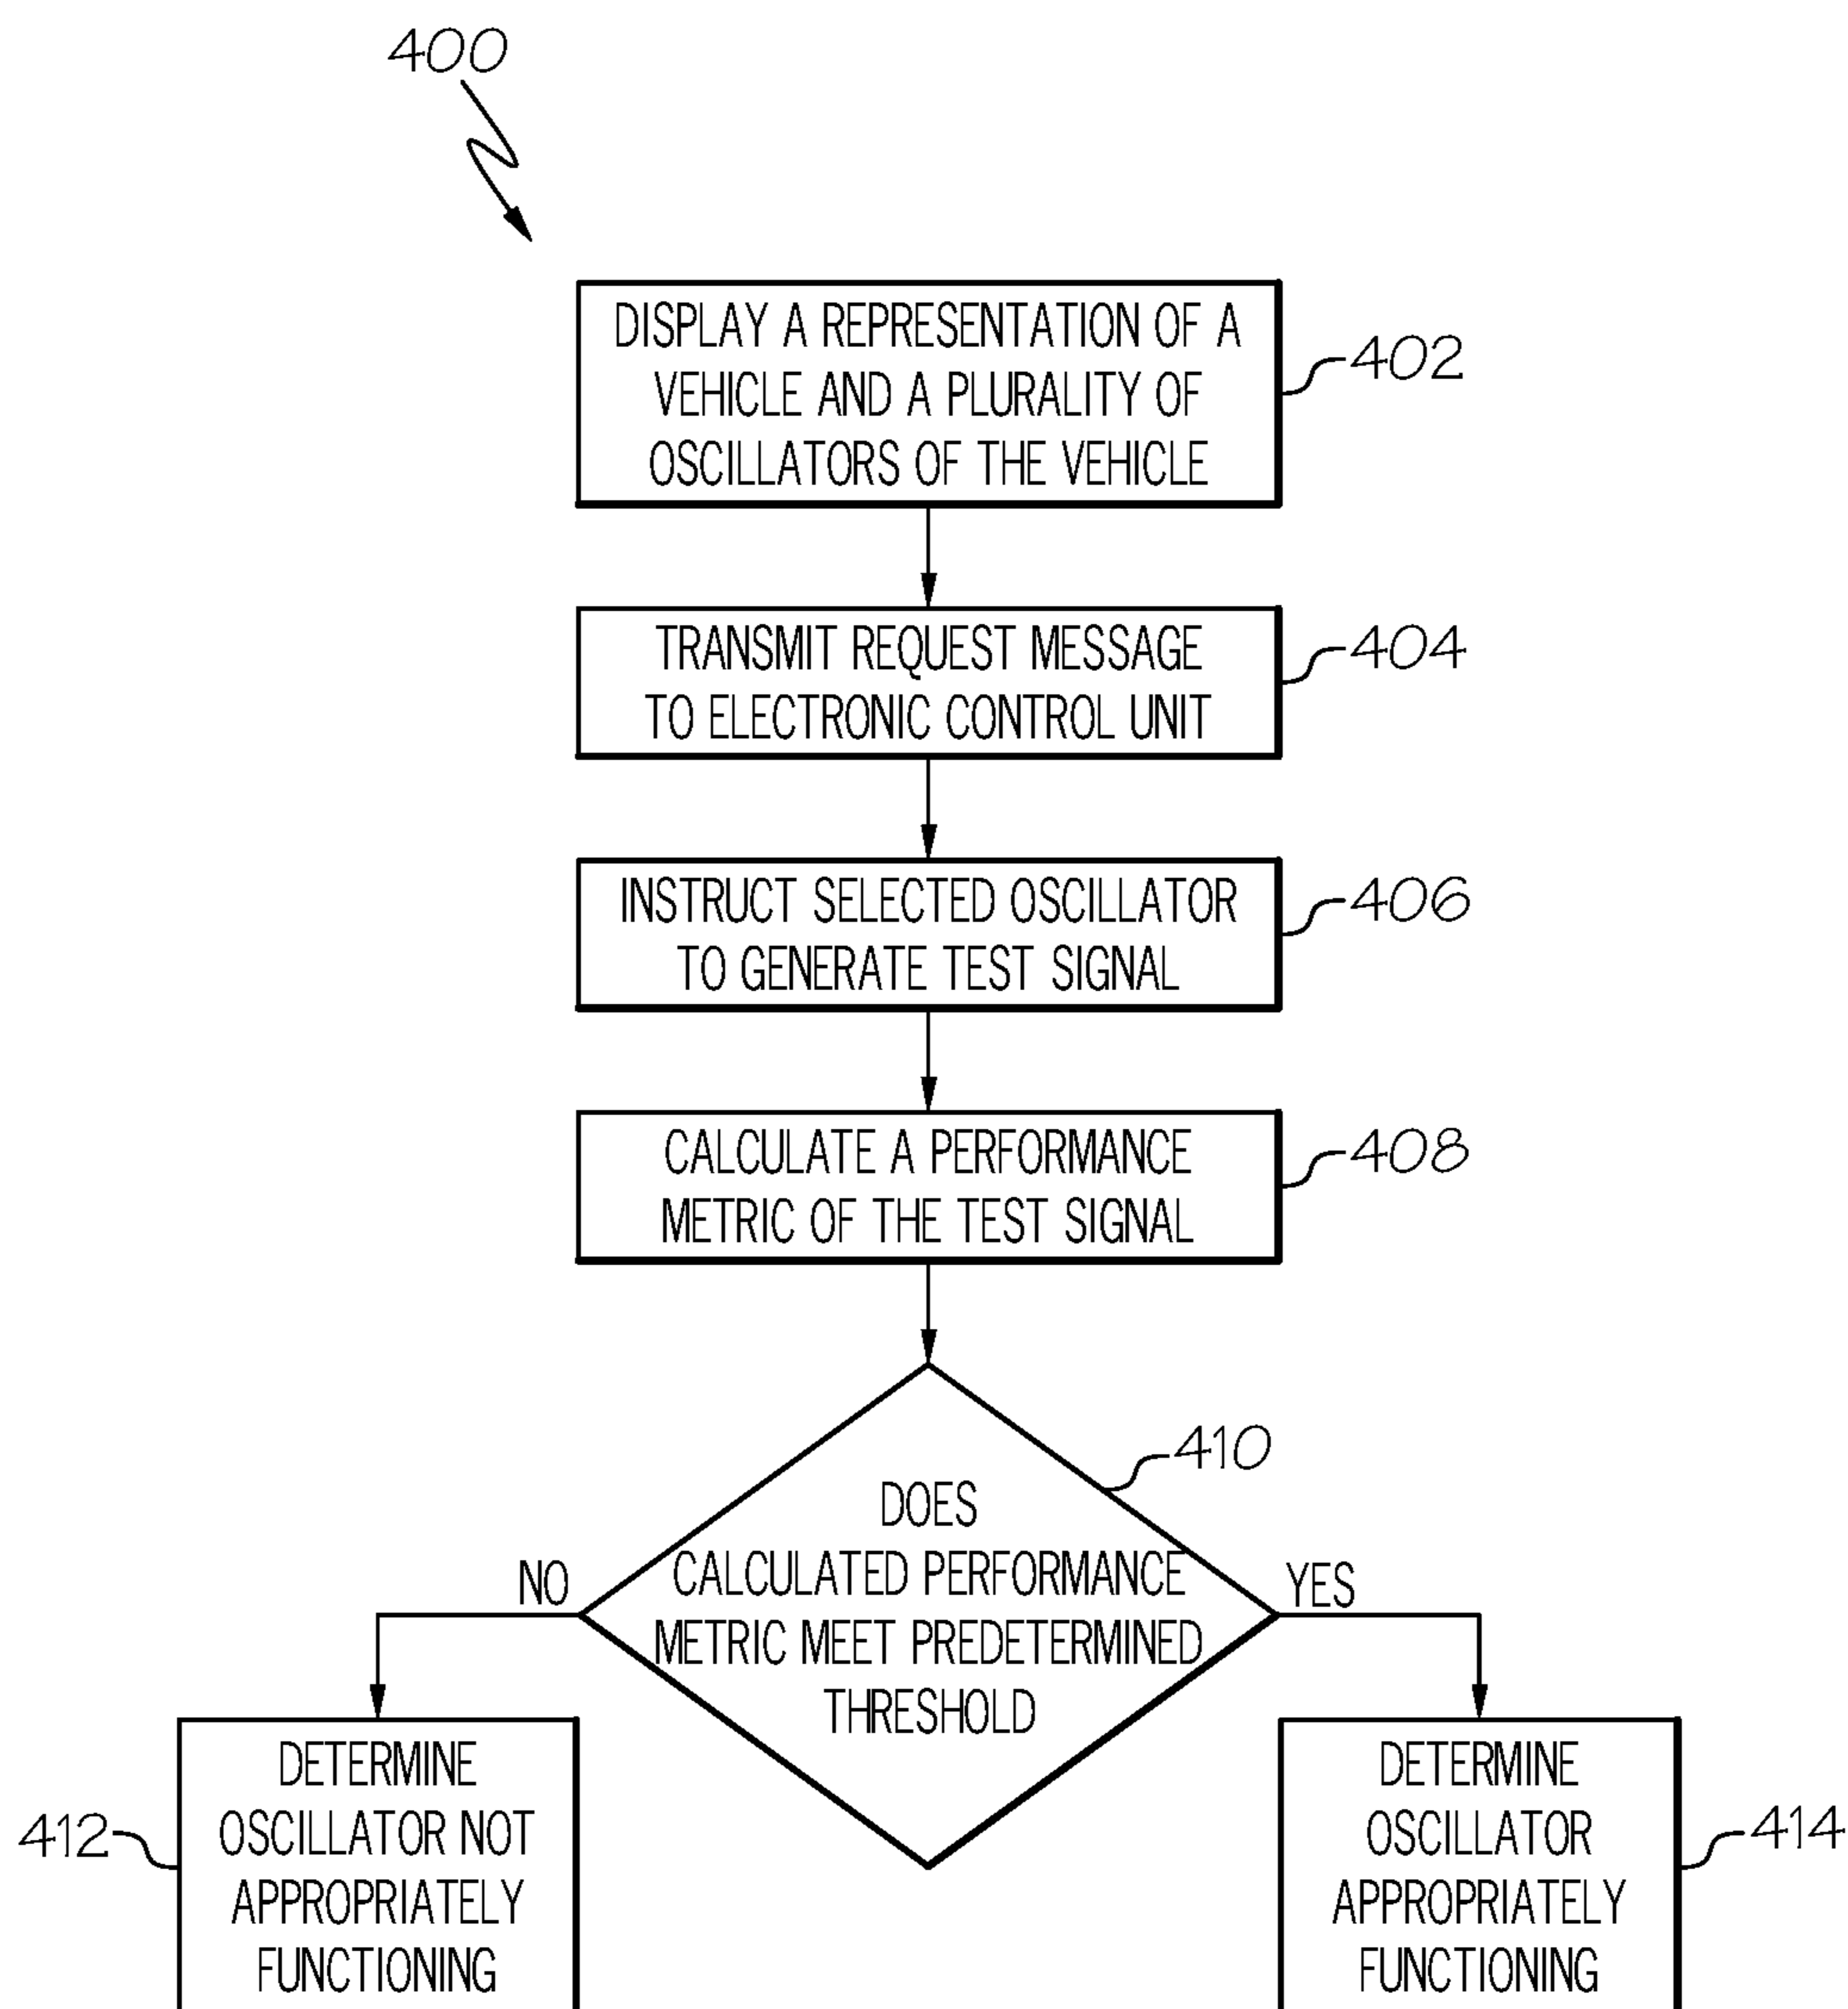 400
DISPLAY A REPRESENTATION OF A
VEHICLE AND A PLURALITY OF
OSCILLATORS OF THE VEHICLE
402
TRANSMIT REQUEST MESSAGE
TO ELECTRONIC CONTROL UNIT
404
INSTRUCT SELECTED OSCILLATOR
TO GENERATE TEST SIGNAL
406
CALCULATE A PERFORMANCE
METRIC OF THE TEST SIGNAL
408
410
DOES
CALCULATED PERFORMANCE
METRIC MEET PREDETERMINED
THRESHOLD
NO
YES
412
DETERMINE
OSCILLATOR NOT
APPROPRIATELY
FUNCTIONING
DETERMINE
OSCILLATOR
APPROPRIATELY
FUNCTIONING
414